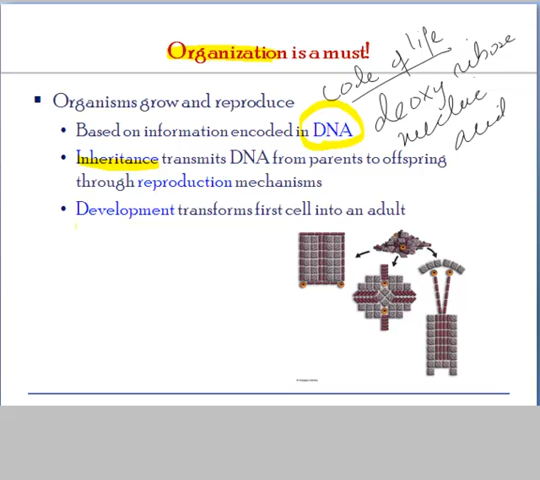 Organization is a must!
code of life
deoxy ribose
nucleic
acid
Organisms grow and reproduce
Based on information encoded in DNA
Inheritance transmits DNA from parents to offspring
through reproduction mechanisms
Development transforms first cell into an adult